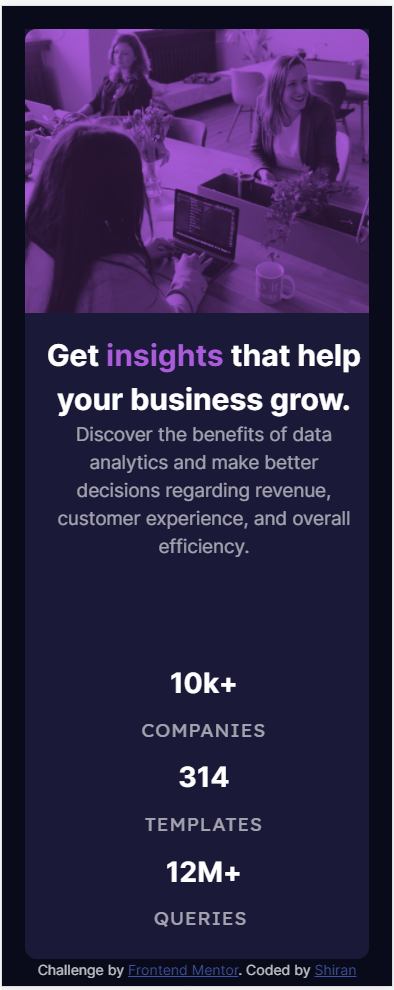 Get insights that help
your business grow.
Discover the benefits of data
analytics and make better
decisions regarding revenue,
customer experience, and overall
efficiency.
10k+
COMPANIES
314
TEMPLATES
12M+
QUERIES
Challenge by Frontend Mentor. Coded by Shiran